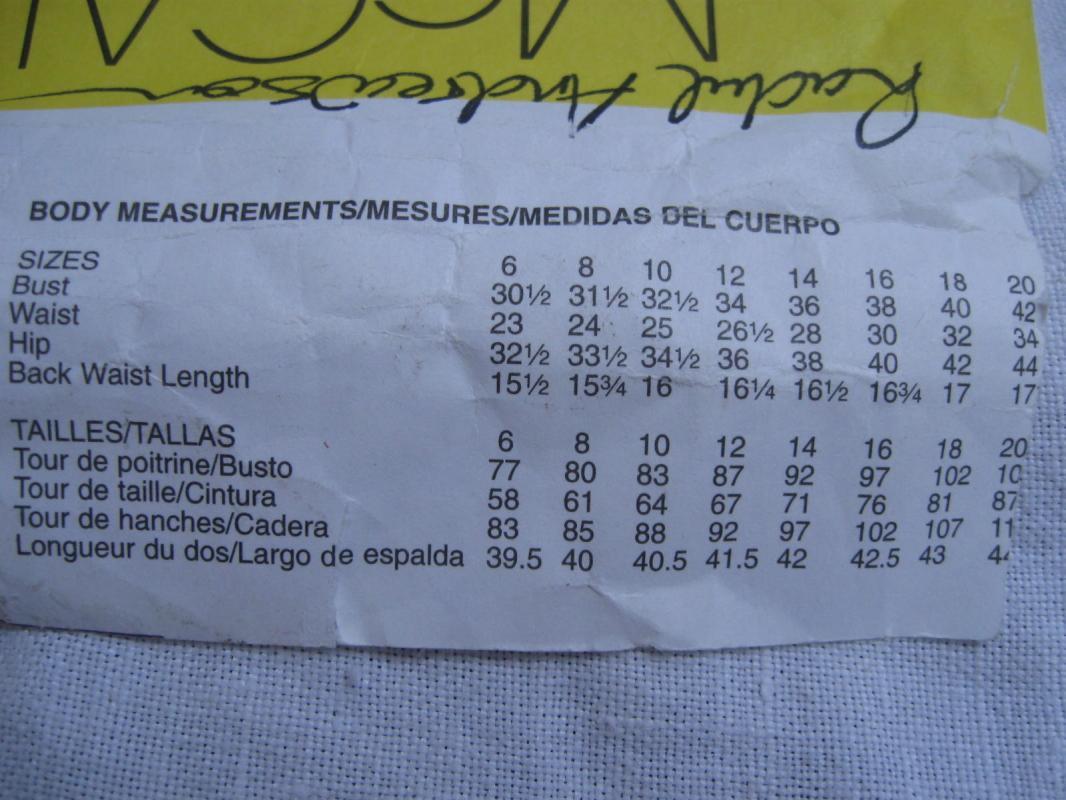 Rachel Andreasson
BODY MEASUREMENTS/MESURES/MEDIDAS DEL CUERPO
SIZES 6 8 10 12 14 16 18 20
Bust 30½ 31½ 32½ 34 36 38 40 42
Waist 23 24 25 26½ 28 30 32 34
Hip 32½ 33½ 34½ 36 38 40 42 44
Back Waist Length 15½ 15¾ 16 16¼ 16½ 16¾ 17 17
TAILLES/TALLAS 6 8 10 12 14 16 18 20
Tour de poitrine/Busto 77 80 83 87 92 97 102 10
Tour de taille/Cintura 58 61 64 67 71 76 81 87
Tour de hanches/Cadera 83 85 88 92 97 102 107 11
Longueur du dos/Largo de espalda 39.5 40 40.5 41.5 42 42.5 43 44